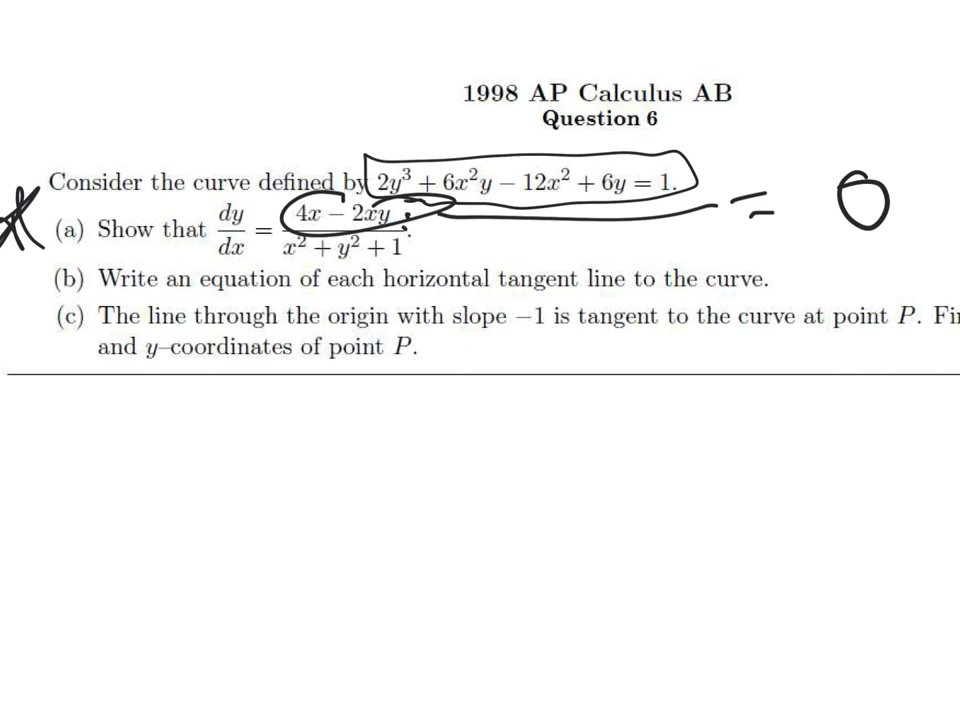 1998 AP Calculus AB
Question 6
Consider the curve defined by 2y³ + 6x²y − 12x² + 6y = 1.
(a) Show that dy/dx = (4x − 2xy)/(x² + y² + 1). = 0
(b) Write an equation of each horizontal tangent line to the curve.
(c) The line through the origin with slope −1 is tangent to the curve at point P. Fin
and y–coordinates of point P.